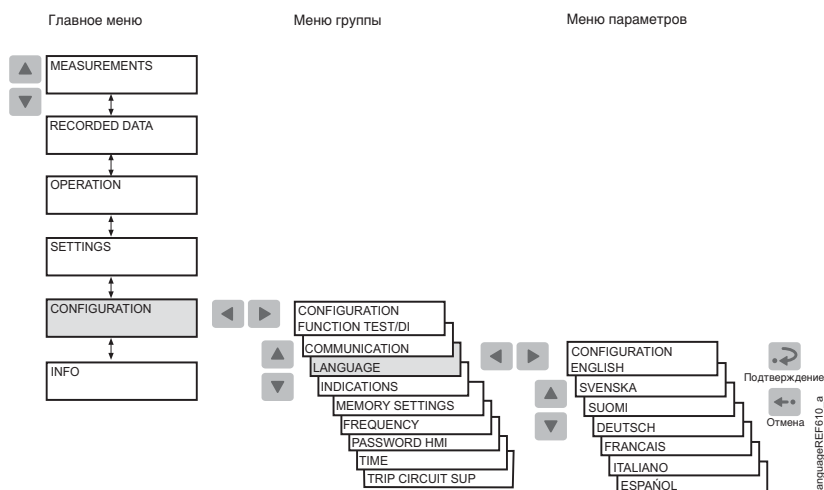 Главное меню
Меню группы
Меню параметров
MEASUREMENTS
RECORDED DATA
OPERATION
SETTINGS
CONFIGURATION
INFO
CONFIGURATION
FUNCTION TEST/DI
COMMUNICATION
LANGUAGE
INDICATIONS
MEMORY SETTINGS
FREQUENCY
PASSWORD HMI
TIME
TRIP CIRCUIT SUP
CONFIGURATION
ENGLISH
SVENSKA
SUOMI
DEUTSCH
FRANCAIS
ITALIANO
ESPAŃOL
Подтверждение
Отмена
anguageREF610_a